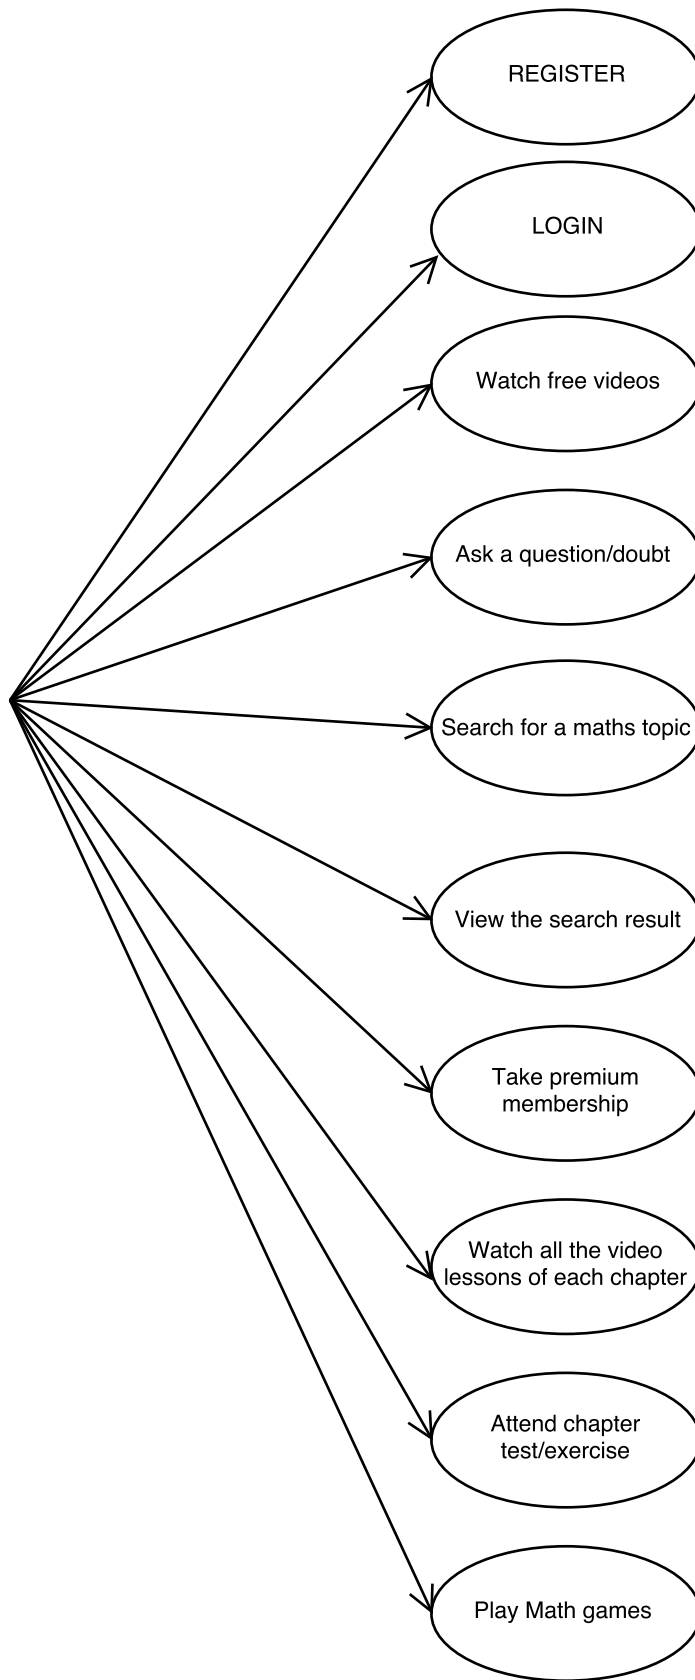 REGISTER
LOGIN
Watch free videos
Ask a question/doubt
Search for a maths topic
View the search result
Take premium
membership
Watch all the video
lessons of each chapter
Attend chapter
test/exercise
Play Math games